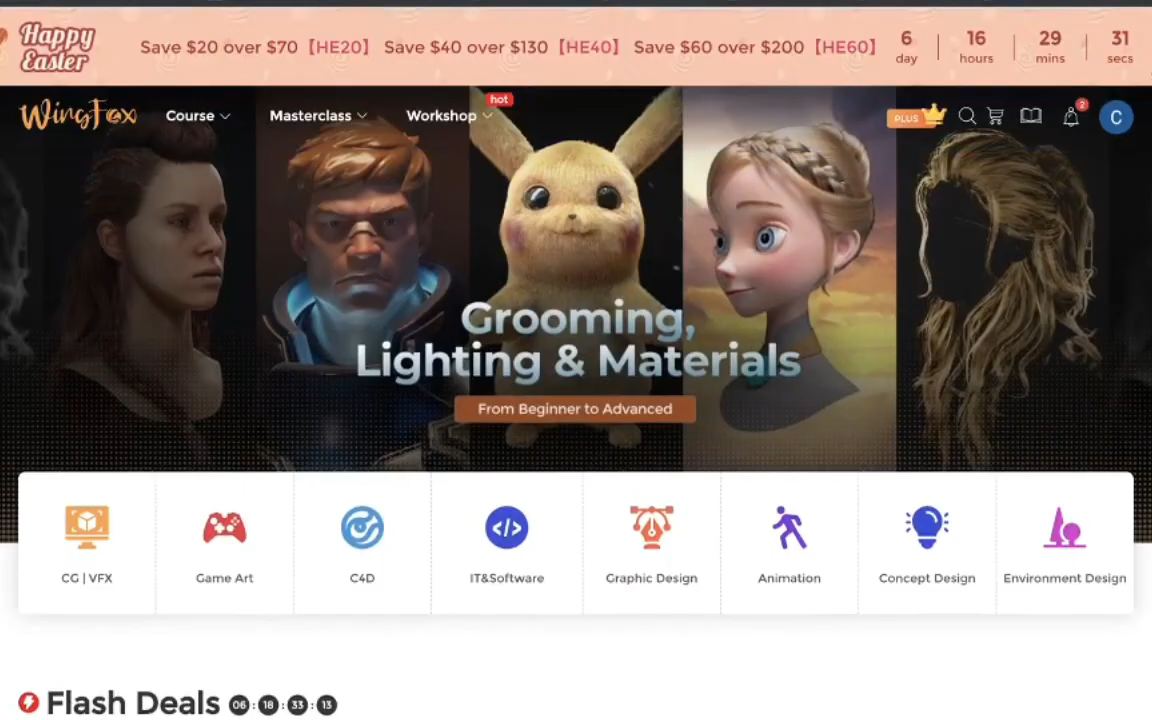 Happy
Easter
Save $20 over $70【HE20】 Save $40 over $130【HE40】 Save $60 over $200【HE60】
6 16 29 31
day hours mins secs
hot
WingFox Course Masterclass Workshop PLUS 2 C
Grooming,
Lighting & Materials
From Beginner to Advanced
CG | VFX Game Art C4D IT&Software Graphic Design Animation Concept Design Environment Design
Flash Deals 06 : 18 : 33 : 13